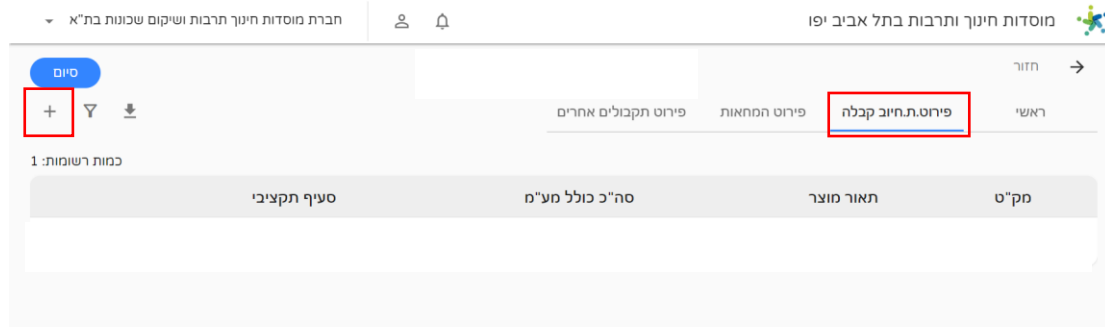 מוסדות חינוך ותרבות בתל אביב יפו
חברת מוסדות חינוך תרבות ושיקום שכונות בת"א
חזור
סיום
ראשי
פירוט.ת.חיוב קבלה
פירוט המחאות
פירוט תקבולים אחרים
כמות רשומות: 1
מק"ט תאור מוצר סה"כ כולל מע"מ סעיף תקציבי